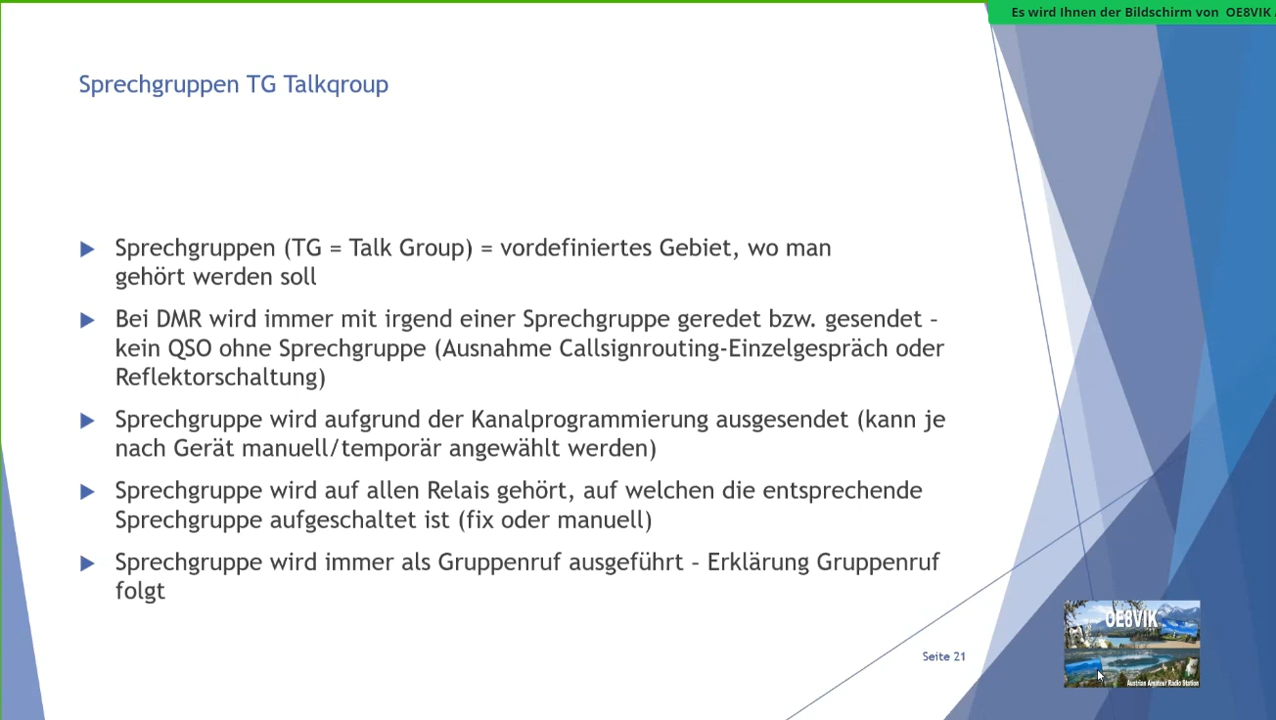 Es wird Ihnen der Bildschirm von OE8VIK
Sprechgruppen TG Talkqroup
Sprechgruppen (TG = Talk Group) = vordefiniertes Gebiet, wo man
gehört werden soll
Bei DMR wird immer mit irgend einer Sprechgruppe geredet bzw. gesendet –
kein QSO ohne Sprechgruppe (Ausnahme Callsignrouting-Einzelgespräch oder
Reflektorschaltung)
Sprechgruppe wird aufgrund der Kanalprogrammierung ausgesendet (kann je
nach Gerät manuell/temporär angewählt werden)
Sprechgruppe wird auf allen Relais gehört, auf welchen die entsprechende
Sprechgruppe aufgeschaltet ist (fix oder manuell)
Sprechgruppe wird immer als Gruppenruf ausgeführt – Erklärung Gruppenruf
folgt
Seite 21
OE8VIK
Austrian Amateur Radio Station